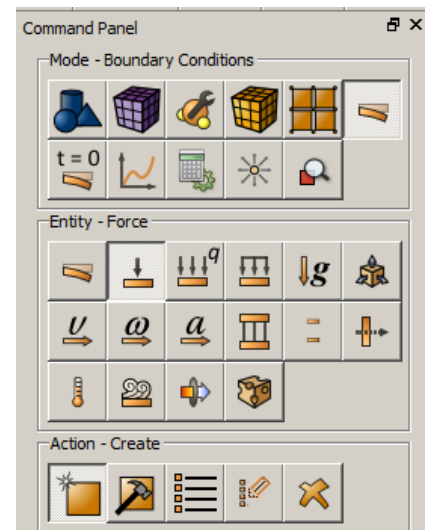 Command Panel
Mode - Boundary Conditions
t = 0
Entity - Force
q
g
υ
ω
a
Action - Create